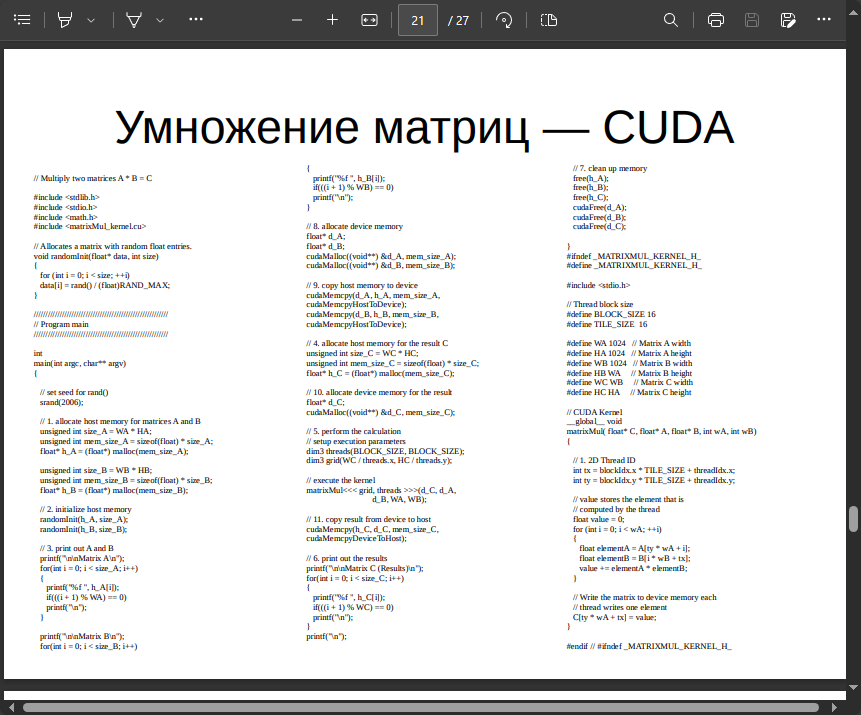 21 / 27
Умножение матриц — CUDA
// Multiply two matrices A * B = C
#include <stdlib.h>
#include <stdio.h>
#include <math.h>
#include <matrixMul_kernel.cu>
// Allocates a matrix with random float entries.
void randomInit(float* data, int size)
{
for (int i = 0; i < size; ++i)
data[i] = rand() / (float)RAND_MAX;
}
/////////////////////////////////////////////////////////
// Program main
/////////////////////////////////////////////////////////
int
main(int argc, char** argv)
{
// set seed for rand()
srand(2006);
// 1. allocate host memory for matrices A and B
unsigned int size_A = WA * HA;
unsigned int mem_size_A = sizeof(float) * size_A;
float* h_A = (float*) malloc(mem_size_A);
unsigned int size_B = WB * HB;
unsigned int mem_size_B = sizeof(float) * size_B;
float* h_B = (float*) malloc(mem_size_B);
// 2. initialize host memory
randomInit(h_A, size_A);
randomInit(h_B, size_B);
// 3. print out A and B
printf("\n\nMatrix A\n");
for(int i = 0; i < size_A; i++)
{
printf("%f ", h_A[i]);
if(((i + 1) % WA) == 0)
printf("\n");
}
printf("\n\nMatrix B\n");
for(int i = 0; i < size_B; i++)
{
printf("%f ", h_B[i]);
if(((i + 1) % WB) == 0)
printf("\n");
}
// 8. allocate device memory
float* d_A;
float* d_B;
cudaMalloc((void**) &d_A, mem_size_A);
cudaMalloc((void**) &d_B, mem_size_B);
// 9. copy host memory to device
cudaMemcpy(d_A, h_A, mem_size_A,
cudaMemcpyHostToDevice);
cudaMemcpy(d_B, h_B, mem_size_B,
cudaMemcpyHostToDevice);
// 4. allocate host memory for the result C
unsigned int size_C = WC * HC;
unsigned int mem_size_C = sizeof(float) * size_C;
float* h_C = (float*) malloc(mem_size_C);
// 10. allocate device memory for the result
float* d_C;
cudaMalloc((void**) &d_C, mem_size_C);
// 5. perform the calculation
// setup execution parameters
dim3 threads(BLOCK_SIZE, BLOCK_SIZE);
dim3 grid(WC / threads.x, HC / threads.y);
// execute the kernel
matrixMul<<< grid, threads >>>(d_C, d_A,
d_B, WA, WB);
// 11. copy result from device to host
cudaMemcpy(h_C, d_C, mem_size_C,
cudaMemcpyDeviceToHost);
// 6. print out the results
printf("\n\nMatrix C (Results)\n");
for(int i = 0; i < size_C; i++)
{
printf("%f ", h_C[i]);
if(((i + 1) % WC) == 0)
printf("\n");
}
printf("\n");
// 7. clean up memory
free(h_A);
free(h_B);
free(h_C);
cudaFree(d_A);
cudaFree(d_B);
cudaFree(d_C);
}
#ifndef _MATRIXMUL_KERNEL_H_
#define _MATRIXMUL_KERNEL_H_
#include <stdio.h>
// Thread block size
#define BLOCK_SIZE 16
#define TILE_SIZE 16
#define WA 1024 // Matrix A width
#define HA 1024 // Matrix A height
#define WB 1024 // Matrix B width
#define HB WA // Matrix B height
#define WC WB // Matrix C width
#define HC HA // Matrix C height
// CUDA Kernel
__global__ void
matrixMul( float* C, float* A, float* B, int wA, int wB)
{
// 1. 2D Thread ID
int tx = blockIdx.x * TILE_SIZE + threadIdx.x;
int ty = blockIdx.y * TILE_SIZE + threadIdx.y;
// value stores the element that is
// computed by the thread
float value = 0;
for (int i = 0; i < wA; ++i)
{
float elementA = A[ty * wA + i];
float elementB = B[i * wB + tx];
value += elementA * elementB;
}
// Write the matrix to device memory each
// thread writes one element
C[ty * wA + tx] = value;
}
#endif // #ifndef _MATRIXMUL_KERNEL_H_